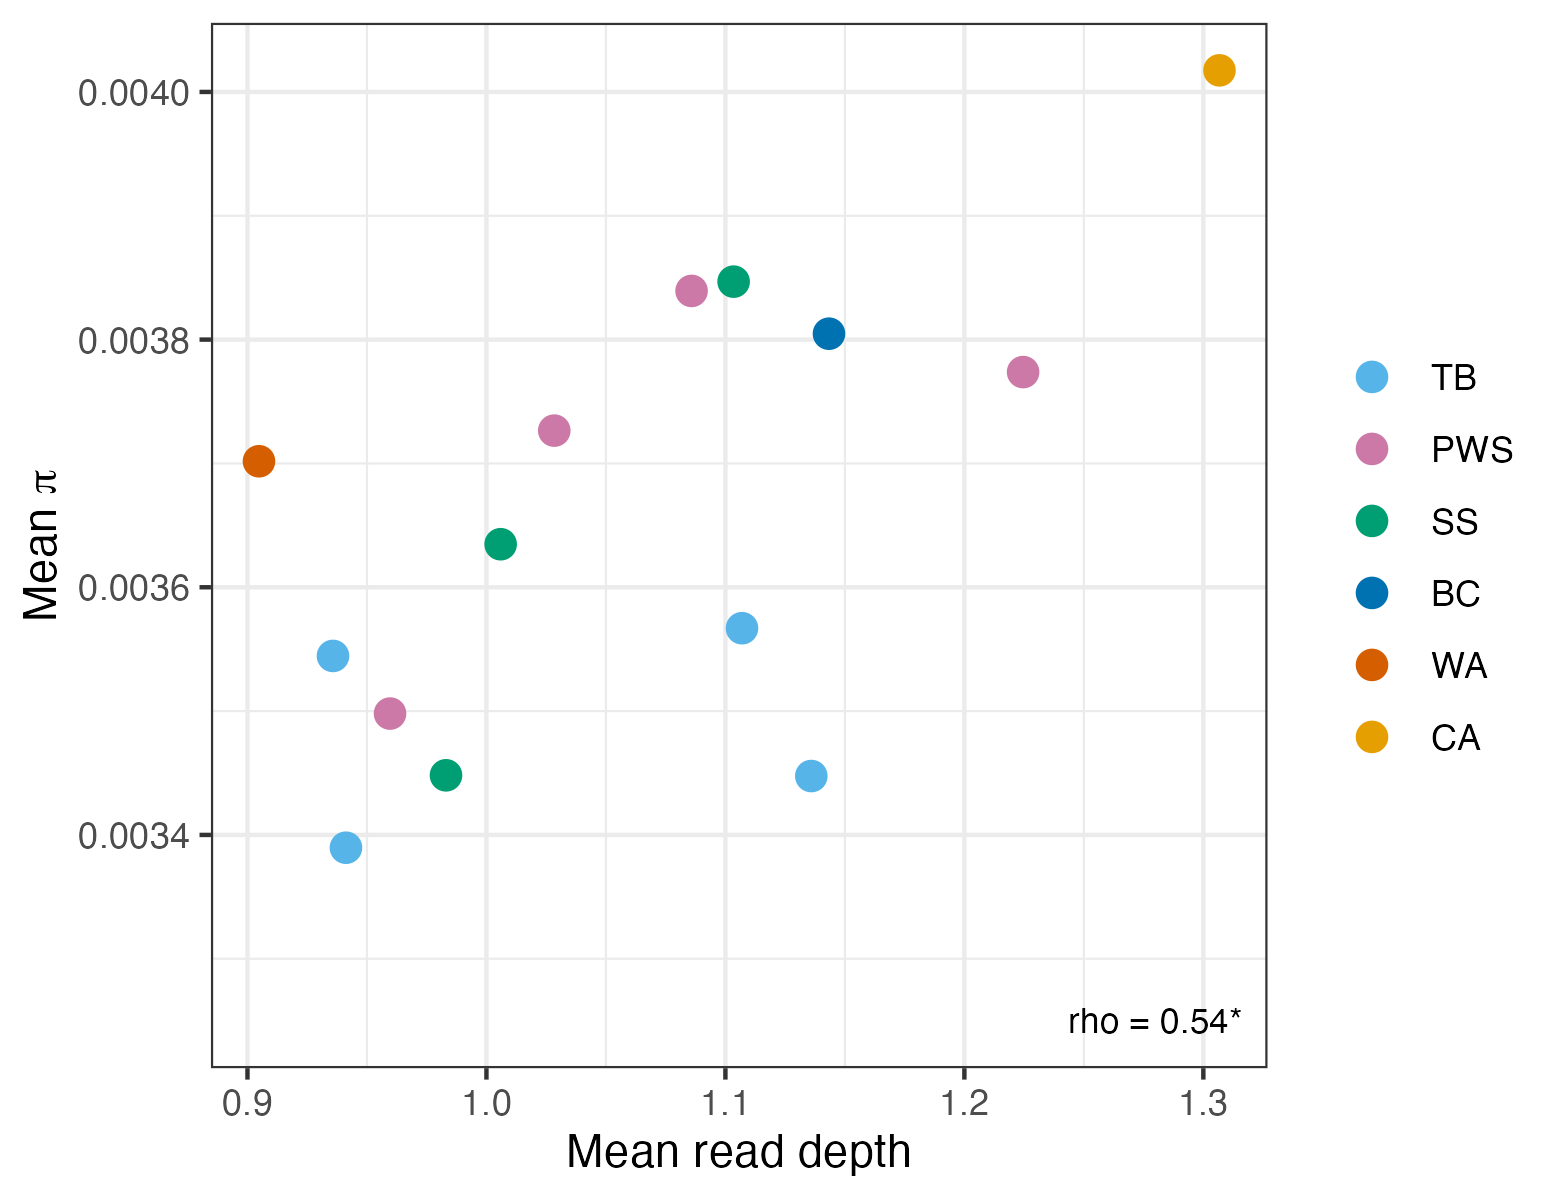 0.0040
0.0038
0.0036
0.0034
Mean π
0.9
1.0
1.1
1.2
1.3
Mean read depth
rho = 0.54*
TB
PWS
SS
BC
WA
CA